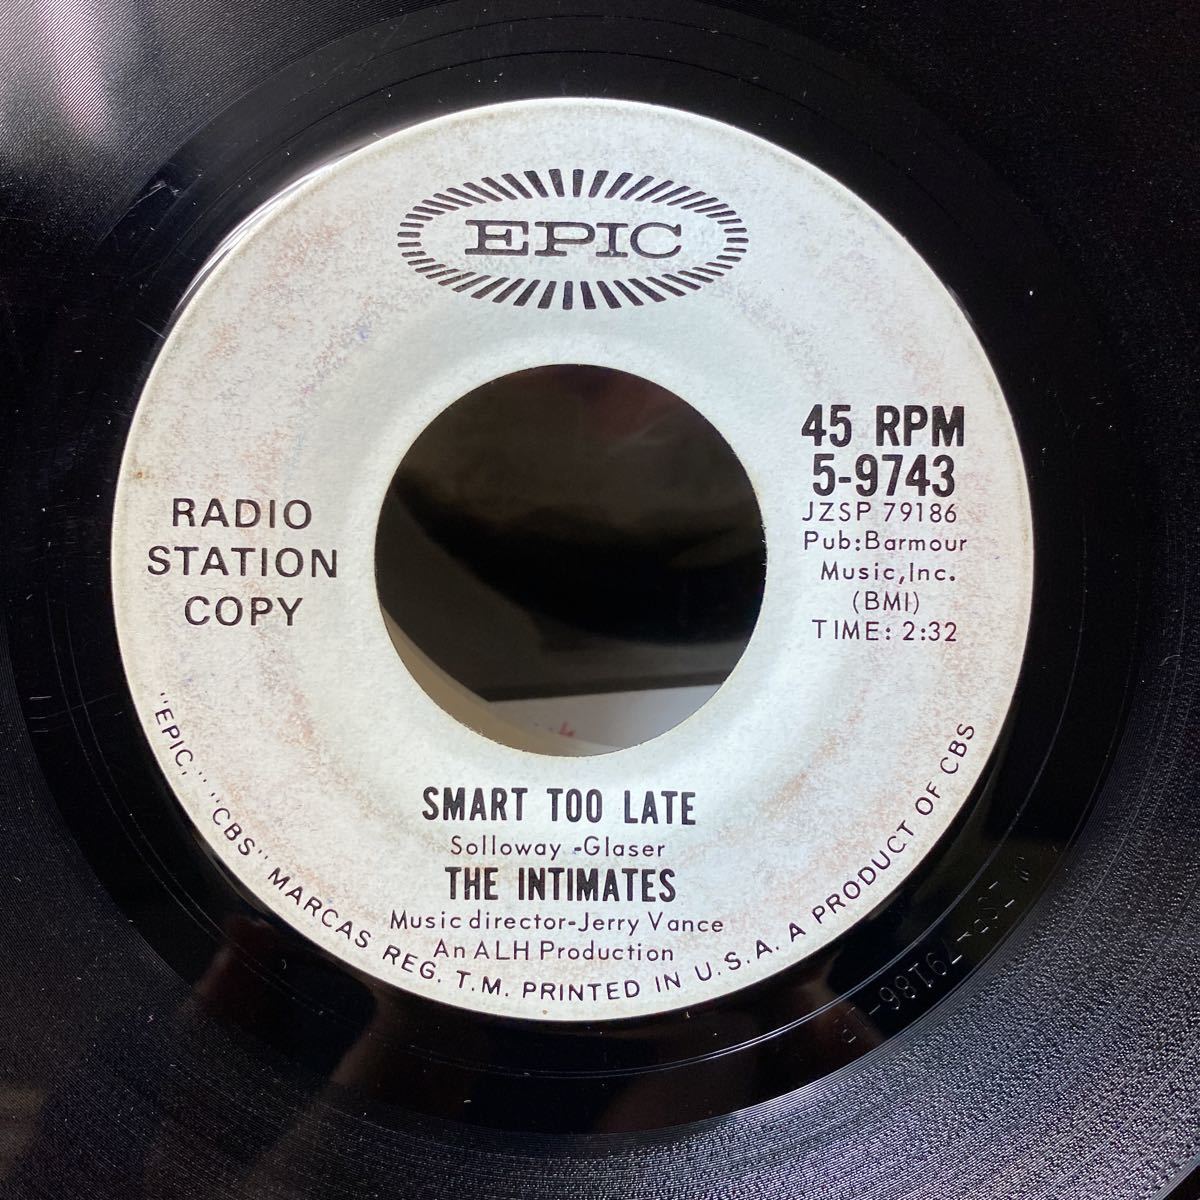 EPIC
45 RPM
5-9743
JZSP 79186
Pub:Barmour
Music,Inc.
(BMI)
TIME: 2:32
RADIO
STATION
COPY
SMART TOO LATE
Solloway -Glaser
THE INTIMATES
Music director-Jerry Vance
An ALH Production
"EPIC," "CBS" MARCAS REG. T.M. PRINTED IN U.S.A. A PRODUCT OF CBS
79186-